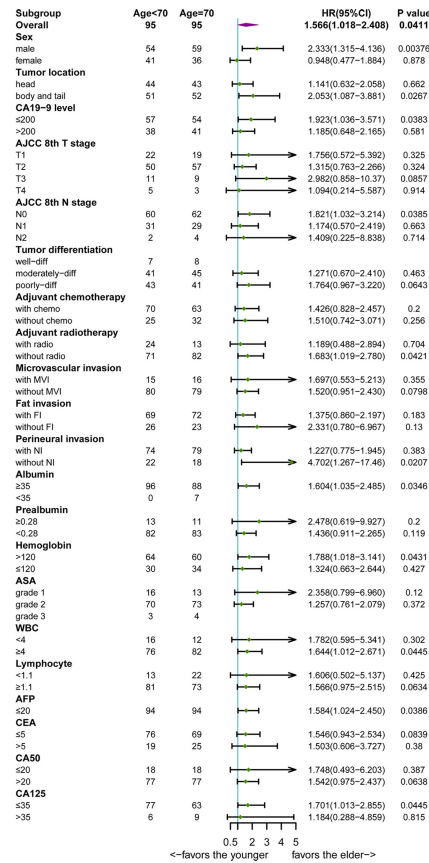 Subgroup Age<70 Age=70 HR(95%CI) P value
Overall 95 95 1.566(1.018−2.408) 0.0411
Sex
male 54 59 2.333(1.315−4.136) 0.00376
female 41 36 0.948(0.477−1.884) 0.878
Tumor location
head 44 43 1.141(0.632−2.058) 0.662
body and tail 51 52 2.053(1.087−3.881) 0.0267
CA19−9 level
≤200 57 54 1.923(1.036−3.571) 0.0383
>200 38 41 1.185(0.648−2.165) 0.581
AJCC 8th T stage
T1 22 19 1.756(0.572−5.392) 0.325
T2 50 57 1.315(0.763−2.266) 0.324
T3 11 9 2.982(0.858−10.37) 0.0857
T4 5 3 1.094(0.214−5.587) 0.914
AJCC 8th N stage
N0 60 62 1.821(1.032−3.214) 0.0385
N1 31 29 1.174(0.570−2.419) 0.663
N2 2 4 1.409(0.225−8.838) 0.714
Tumor differentiation
well−diff 7 8
moderately−diff 41 45 1.271(0.670−2.410) 0.463
poorly−diff 43 41 1.764(0.967−3.220) 0.0643
Adjuvant chemotherapy
with chemo 70 63 1.426(0.828−2.457) 0.2
without chemo 25 32 1.510(0.742−3.071) 0.256
Adjuvant radiotherapy
with radio 24 13 1.189(0.488−2.894) 0.704
without radio 71 82 1.683(1.019−2.780) 0.0421
Microvascular invasion
with MVI 15 16 1.697(0.553−5.213) 0.355
without MVI 80 79 1.520(0.951−2.430) 0.0798
Fat invasion
with FI 69 72 1.375(0.860−2.197) 0.183
without FI 26 23 2.331(0.780−6.967) 0.13
Perineural invasion
with NI 74 79 1.227(0.775−1.945) 0.383
without NI 22 18 4.702(1.267−17.46) 0.0207
Albumin
≥35 96 88 1.604(1.035−2.485) 0.0346
<35 0 7
Prealbumin
≥0.28 13 11 2.478(0.619−9.927) 0.2
<0.28 82 83 1.436(0.911−2.265) 0.119
Hemoglobin
>120 64 60 1.788(1.018−3.141) 0.0431
≤120 30 34 1.324(0.663−2.644) 0.427
ASA
grade 1 16 13 2.358(0.799−6.960) 0.12
grade 2 70 73 1.257(0.761−2.079) 0.372
grade 3 3 4
WBC
<4 16 12 1.782(0.595−5.341) 0.302
≥4 76 82 1.644(1.012−2.671) 0.0445
Lymphocyte
<1.1 13 22 1.606(0.502−5.137) 0.425
≥1.1 81 73 1.566(0.975−2.515) 0.0634
AFP
≤20 94 94 1.584(1.024−2.450) 0.0386
CEA
≤5 76 69 1.546(0.943−2.534) 0.0839
>5 19 25 1.503(0.606−3.727) 0.38
CA50
≤20 18 18 1.748(0.493−6.203) 0.387
>20 77 77 1.542(0.975−2.437) 0.0638
CA125
≤35 77 63 1.701(1.013−2.855) 0.0445
>35 6 9 1.184(0.288−4.859) 0.815
0.5 2 3 4 5
<−favors the younger favors the elder−>